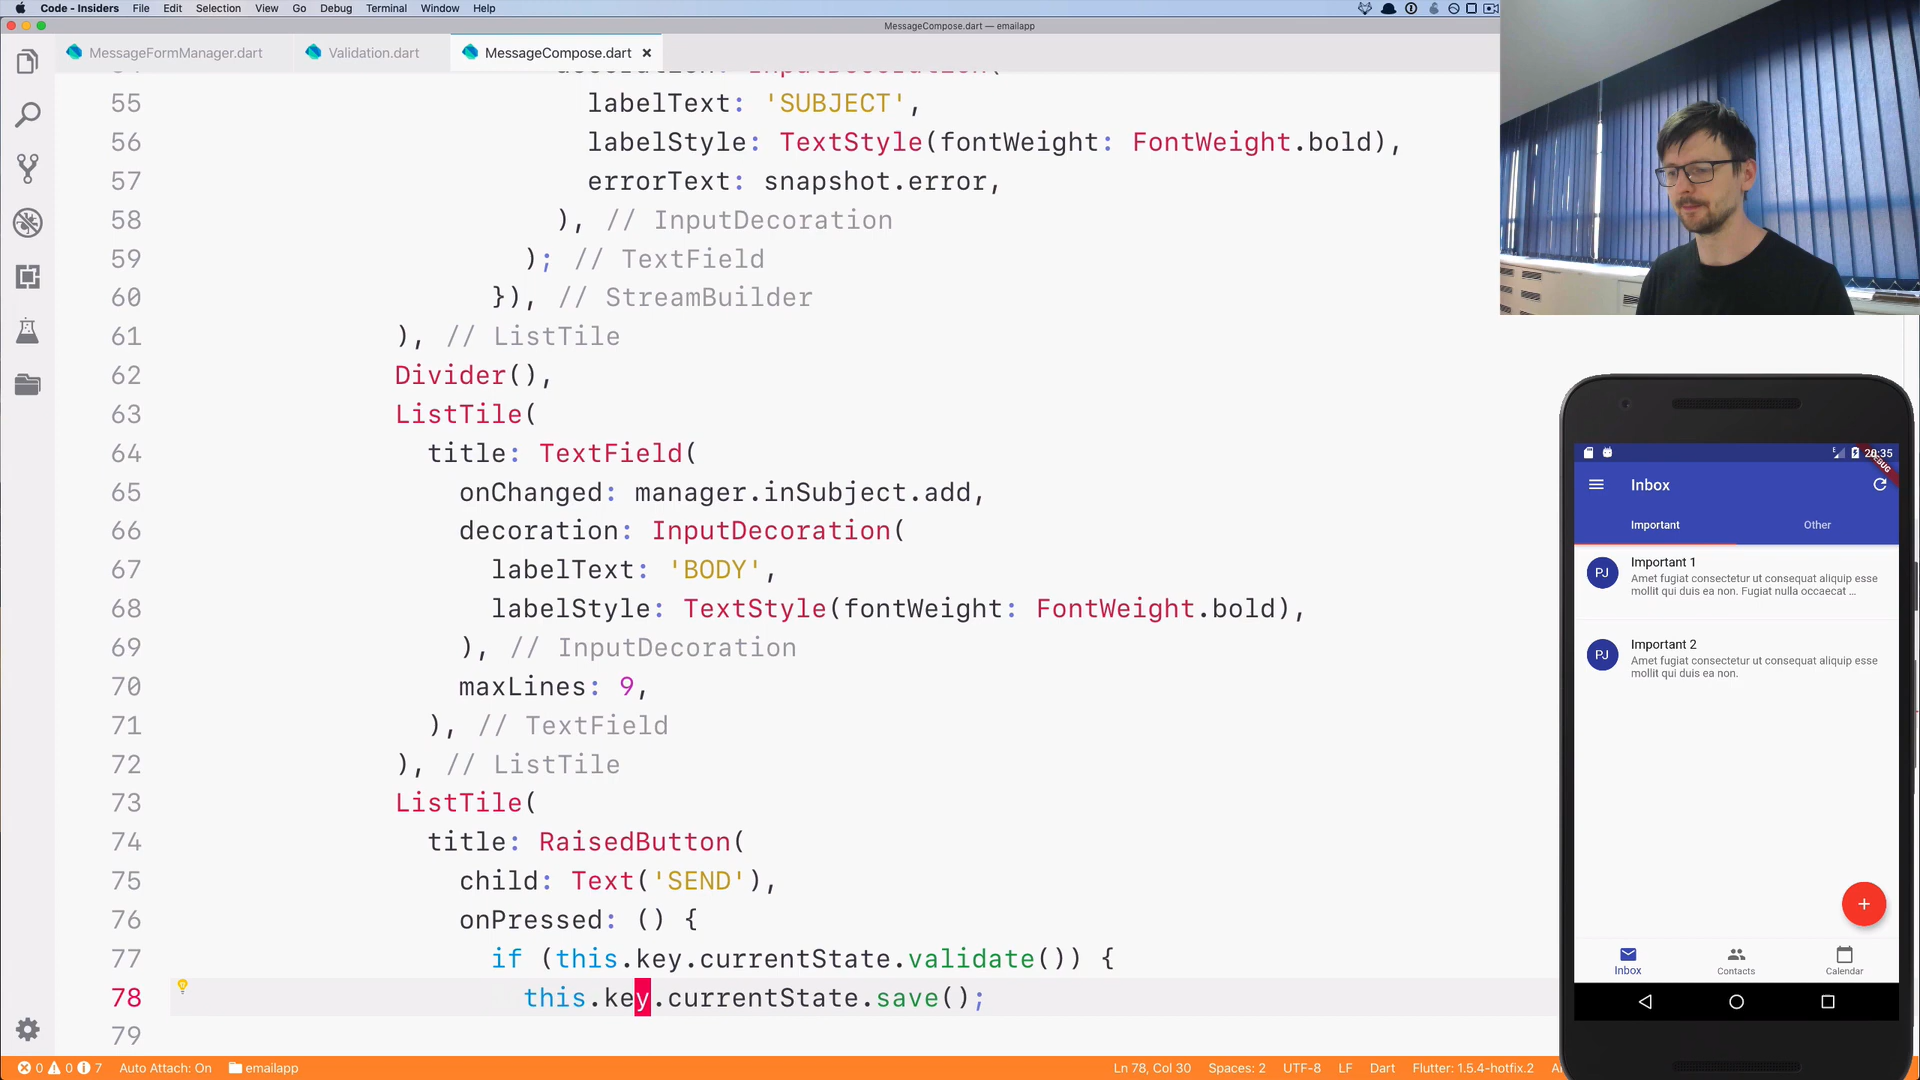 Code - Insiders File Edit Selection View Go Debug Terminal Window Help
MessageCompose.dart — emailapp
MessageFormManager.dart Validation.dart MessageCompose.dart ×
55 labelText: 'SUBJECT',
56 labelStyle: TextStyle(fontWeight: FontWeight.bold),
57 errorText: snapshot.error,
58 ), // InputDecoration
59 ); // TextField
60 }), // StreamBuilder
61 ), // ListTile
62 Divider(),
63 ListTile(
64 title: TextField(
65 onChanged: manager.inSubject.add,
66 decoration: InputDecoration(
67 labelText: 'BODY',
68 labelStyle: TextStyle(fontWeight: FontWeight.bold),
69 ), // InputDecoration
70 maxLines: 9,
71 ), // TextField
72 ), // ListTile
73 ListTile(
74 title: RaisedButton(
75 child: Text('SEND'),
76 onPressed: () {
77 if (this.key.currentState.validate()) {
78 this.key.currentState.save();
79
0 0 7 Auto Attach: On emailapp Ln 78, Col 30 Spaces: 2 UTF-8 LF Dart Flutter: 1.5.4-hotfix.2
20:35
DEBUG
Inbox
Important Other
PJ
Important 1
Amet fugiat consectetur ut consequat aliquip esse
mollit qui duis ea non. Fugiat nulla occaecat ...
PJ
Important 2
Amet fugiat consectetur ut consequat aliquip esse
mollit qui duis ea non.
+
Inbox Contacts Calendar